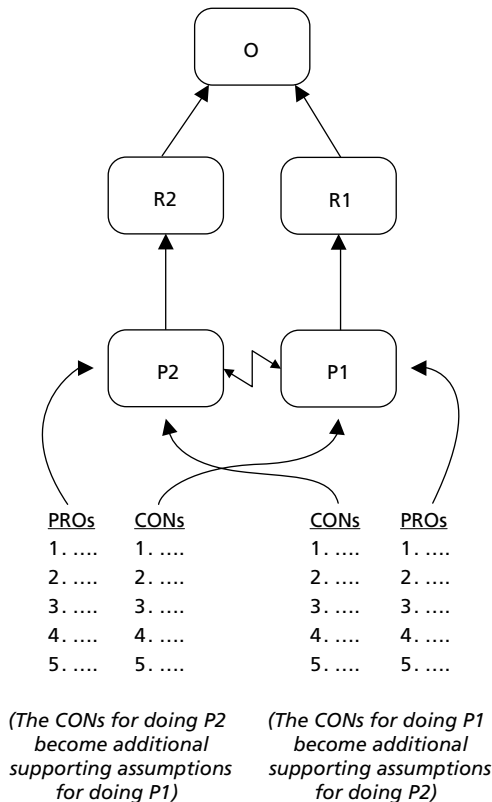 O
R2 R1
P2 P1
PROs CONs CONs PROs
1. .... 1. .... 1. .... 1. ....
2. .... 2. .... 2. .... 2. ....
3. .... 3. .... 3. .... 3. ....
4. .... 4. .... 4. .... 4. ....
5. .... 5. .... 5. .... 5. ....
(The CONs for doing P2
become additional
supporting assumptions
for doing P1)
(The CONs for doing P1
become additional
supporting assumptions
for doing P2)